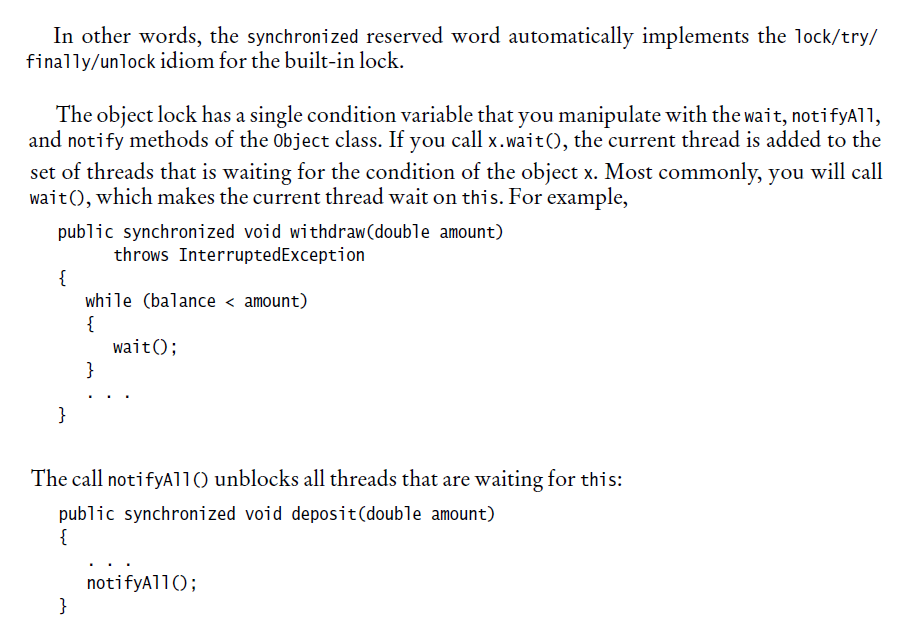 In other words, the synchronized reserved word automatically implements the lock/try/
finally/unlock idiom for the built-in lock.
The object lock has a single condition variable that you manipulate with the wait, notifyAll,
and notify methods of the Object class. If you call x.wait(), the current thread is added to the
set of threads that is waiting for the condition of the object x. Most commonly, you will call
wait(), which makes the current thread wait on this. For example,
public synchronized void withdraw(double amount)
throws InterruptedException
{
while (balance < amount)
{
wait();
}
. . .
}
The call notifyAll() unblocks all threads that are waiting for this:
public synchronized void deposit(double amount)
{
. . .
notifyAll();
}